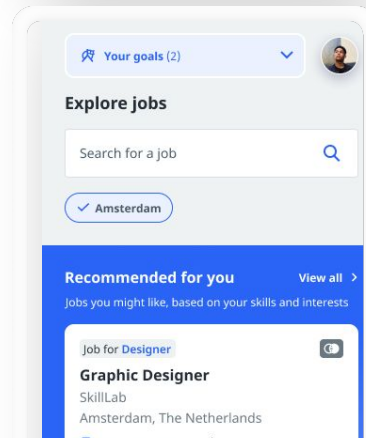 Your goals (2)
Explore jobs
Search for a job
Amsterdam
Recommended for you
View all
Jobs you might like, based on your skills and interests
Job for Designer
Graphic Designer
SkillLab
Amsterdam, The Netherlands